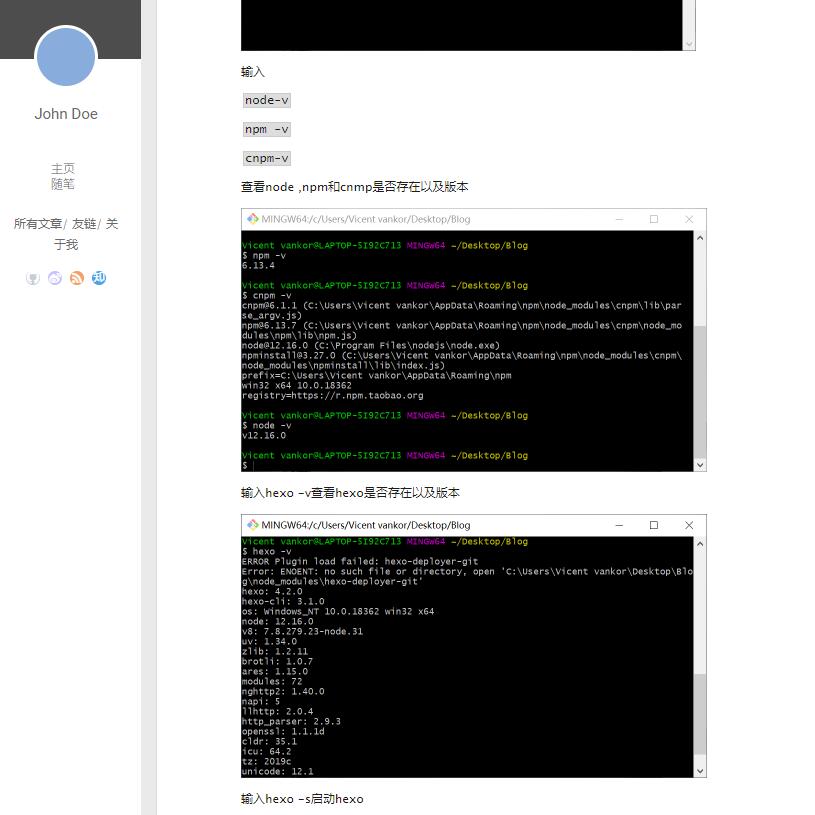 John Doe
主页
随笔
所有文章/ 友链/ 关
于我
知
输入
node-v
npm -v
cnpm-v
查看node ,npm和cnmp是否存在以及版本
MINGW64:/c/Users/Vicent vankor/Desktop/Blog
Vicent vankor@LAPTOP-5I92C713 MINGW64 ~/Desktop/Blog
$ npm -v
6.13.4
Vicent vankor@LAPTOP-5I92C713 MINGW64 ~/Desktop/Blog
$ cnpm -v
cnpm@6.1.1 (C:\Users\Vicent vankor\AppData\Roaming\npm\node_modules\cnpm\lib\par
se_argv.js)
npm@6.13.7 (C:\Users\Vicent vankor\AppData\Roaming\npm\node_modules\cnpm\node_mo
dules\npm\lib\npm.js)
node@12.16.0 (C:\Program Files\nodejs\node.exe)
npminstall@3.27.0 (C:\Users\Vicent vankor\AppData\Roaming\npm\node_modules\cnpm\
node_modules\npminstall\lib\index.js)
prefix=C:\Users\Vicent vankor\AppData\Roaming\npm
win32 x64 10.0.18362
registry=https://r.npm.taobao.org
Vicent vankor@LAPTOP-5I92C713 MINGW64 ~/Desktop/Blog
$ node -v
v12.16.0
Vicent vankor@LAPTOP-5I92C713 MINGW64 ~/Desktop/Blog
$
输入hexo -v查看hexo是否存在以及版本
MINGW64:/c/Users/Vicent vankor/Desktop/Blog
Vicent vankor@LAPTOP-5I92C713 MINGW64 ~/Desktop/Blog
$ hexo -v
ERROR Plugin load failed: hexo-deployer-git
Error: ENOENT: no such file or directory, open 'C:\Users\Vicent vankor\Desktop\Blo
g\node_modules\hexo-deployer-git'
hexo: 4.2.0
hexo-cli: 3.1.0
os: Windows_NT 10.0.18362 win32 x64
node: 12.16.0
v8: 7.8.279.23-node.31
uv: 1.34.0
zlib: 1.2.11
brotli: 1.0.7
ares: 1.15.0
modules: 72
nghttp2: 1.40.0
napi: 5
llhttp: 2.0.4
http_parser: 2.9.3
openssl: 1.1.1d
cldr: 35.1
icu: 64.2
tz: 2019c
unicode: 12.1
输入hexo -s启动hexo